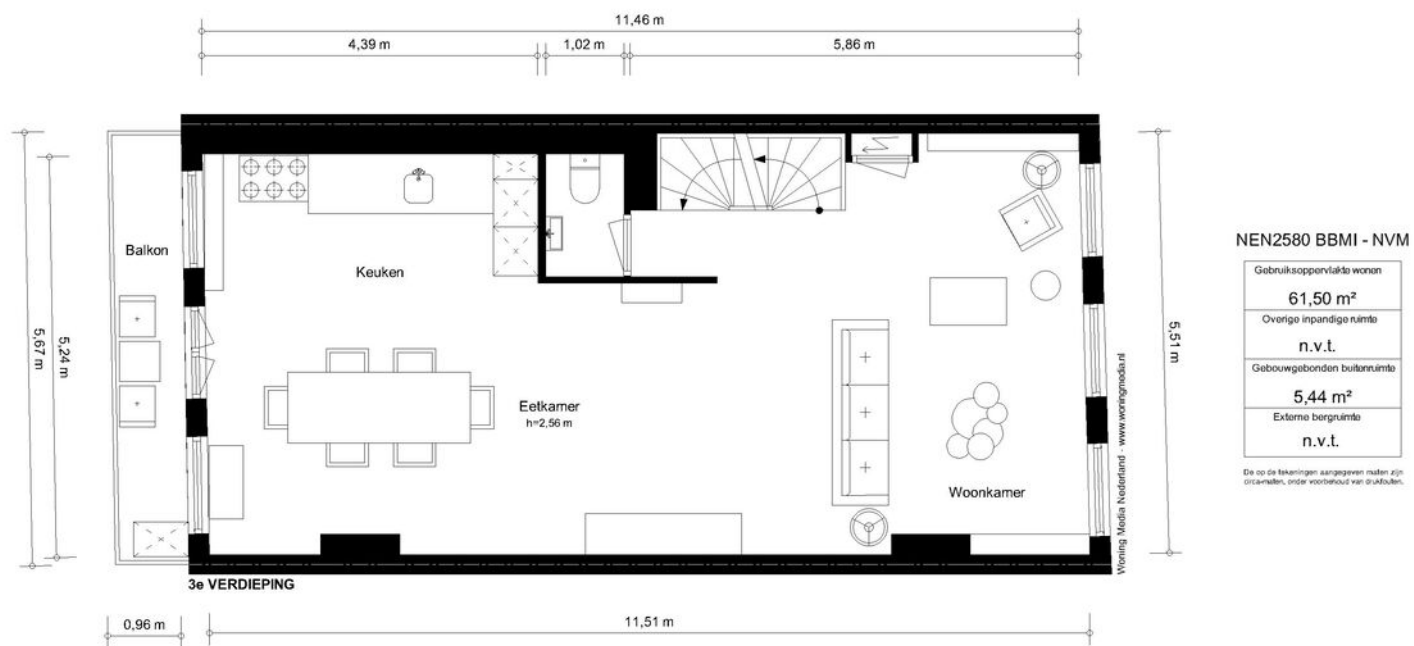 11,46 m
4,39 m
1,02 m
5,86 m
Balkon
Keuken
5,67 m
5,24 m
5,51 m
Eetkamer
h=2,56 m
Woonkamer
Woning Media Nederland - www.woningmedia.nl
3e VERDIEPING
0,96 m
11,51 m
NEN2580 BBMI - NVM
Gebruiksoppervlakte wonen
61,50 m²
Overige inpandige ruimte
n.v.t.
Gebouwgebonden buitenruimte
5,44 m²
Externe bergruimte
n.v.t.
De op de tekeningen aangegeven maten zijn
circa-maten, onder voorbehoud van drukfouten.